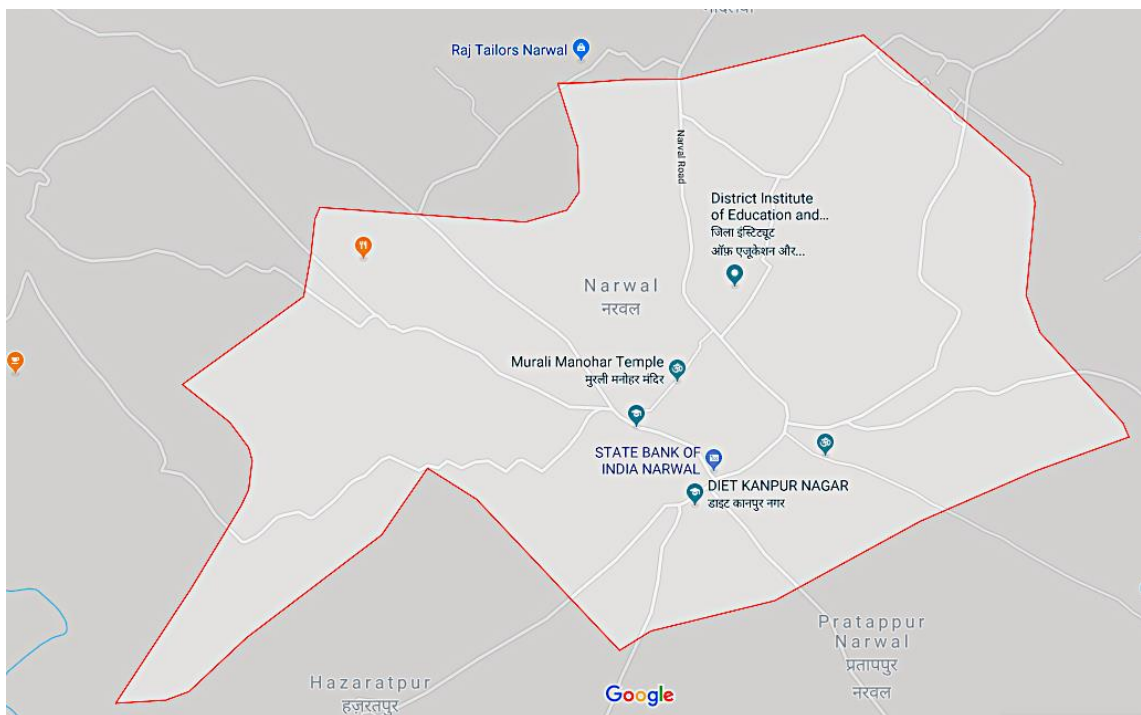 Raj Tailors Narwal
Narval Road
District Institute
of Education and...
जिला इंस्टिट्यूट
ऑफ़ एजूकेशन और...
Narwal
नरवल
Murali Manohar Temple
मुरली मनोहर मंदिर
STATE BANK OF
INDIA NARWAL
DIET KANPUR NAGAR
डाइट कानपुर नगर
Pratappur
Narwal
प्रतापपुर
नरवल
Hazaratpur
हज़रतपुर
Google